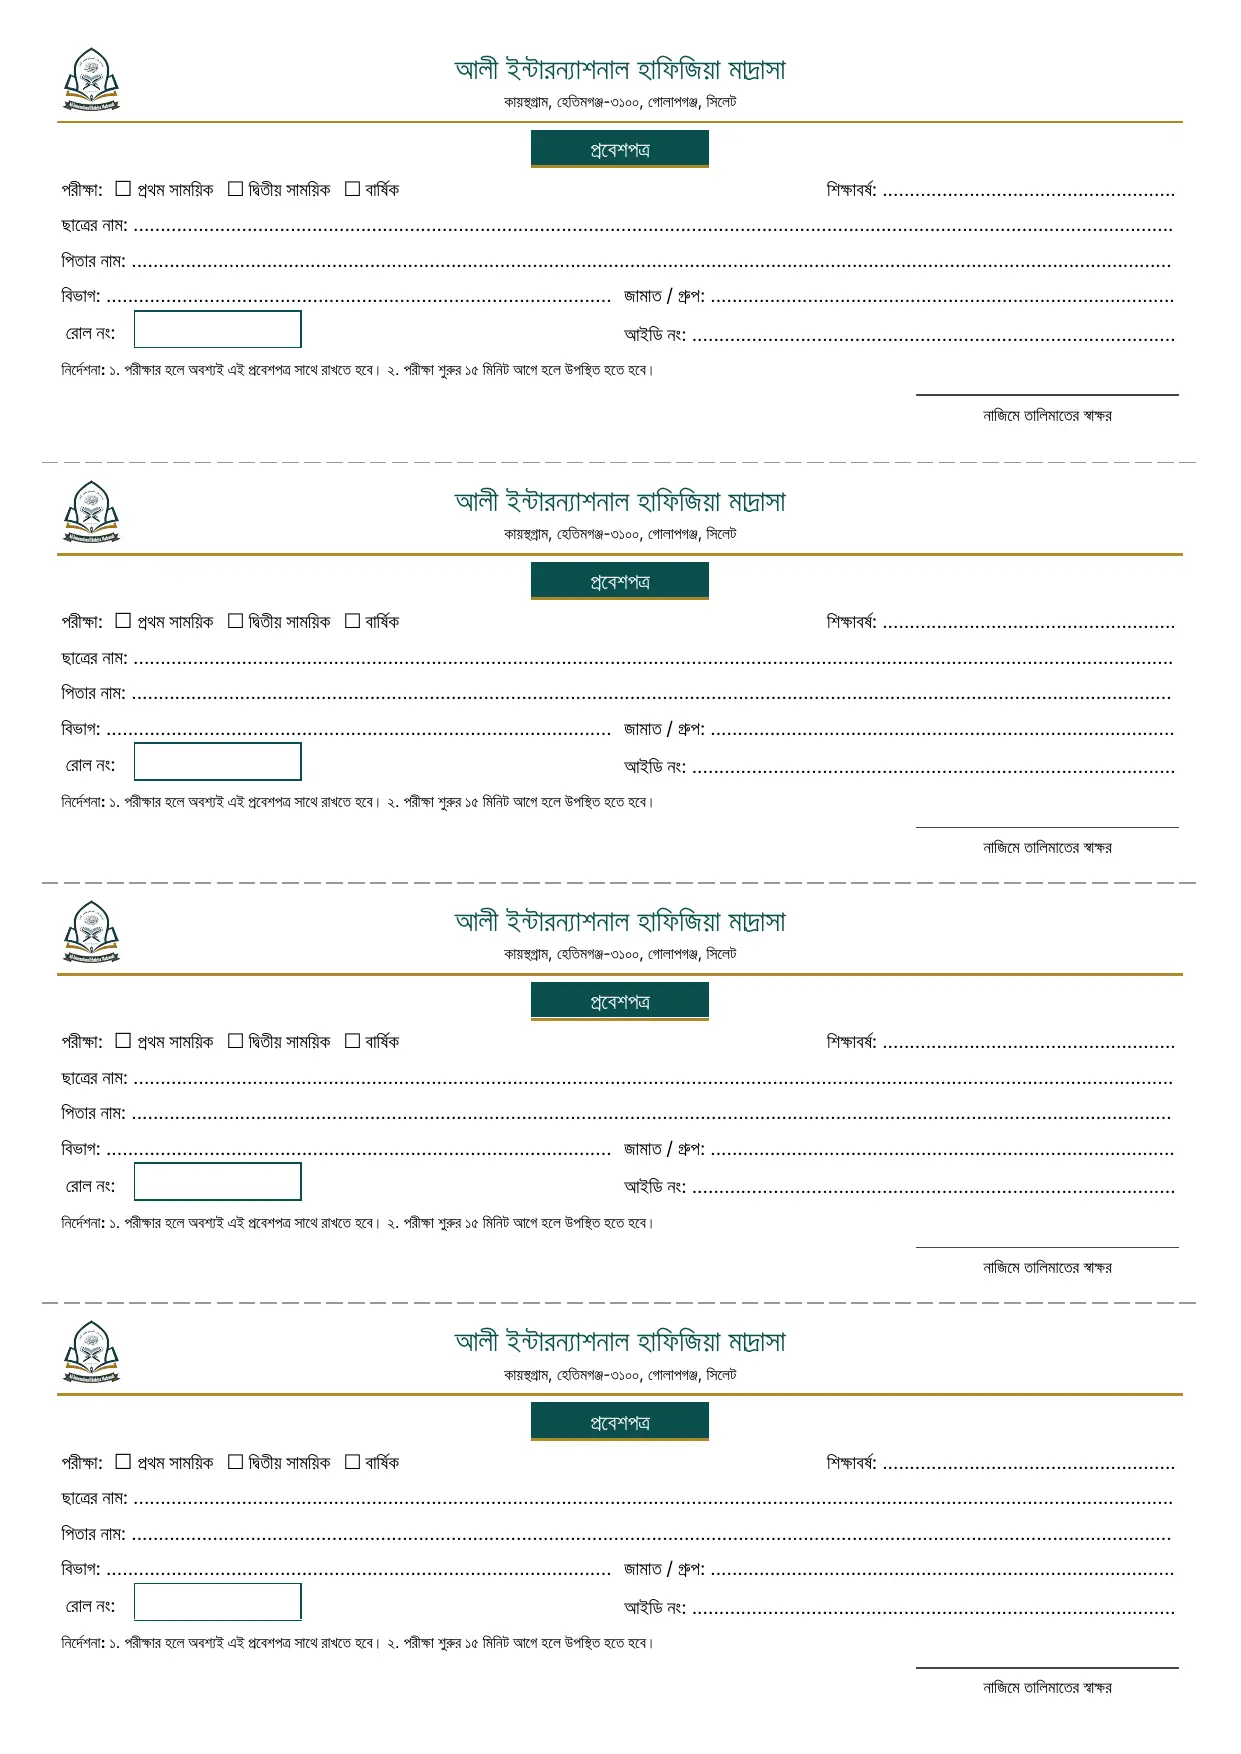 আলী ইন্টারন্যাশনাল হাফিজিয়া মাদ্রাসা
কায়স্থগ্রাম, হেতিমগঞ্জ-৩১০০, গোলাপগঞ্জ, সিলেট
প্রবেশপত্র
পরীক্ষা: ☐ প্রথম সাময়িক ☐ দ্বিতীয় সাময়িক ☐ বার্ষিক শিক্ষাবর্ষ: ......................................................
ছাত্রের নাম: ................................................................................................
পিতার নাম: ................................................................................................
বিভাগ: ............................................................ জামাত / গ্রুপ: ............................................................
রোল নং: আইডি নং: ............................................................
নির্দেশনা: ১. পরীক্ষার হলে অবশ্যই এই প্রবেশপত্র সাথে রাখতে হবে। ২. পরীক্ষা শুরুর ১৫ মিনিট আগে হলে উপস্থিত হতে হবে।
নাজিমে তালিমাতের স্বাক্ষর
আলী ইন্টারন্যাশনাল হাফিজিয়া মাদ্রাসা
কায়স্থগ্রাম, হেতিমগঞ্জ-৩১০০, গোলাপগঞ্জ, সিলেট
প্রবেশপত্র
পরীক্ষা: ☐ প্রথম সাময়িক ☐ দ্বিতীয় সাময়িক ☐ বার্ষিক শিক্ষাবর্ষ: ......................................................
ছাত্রের নাম: ................................................................................................
পিতার নাম: ................................................................................................
বিভাগ: ............................................................ জামাত / গ্রুপ: ............................................................
রোল নং: আইডি নং: ............................................................
নির্দেশনা: ১. পরীক্ষার হলে অবশ্যই এই প্রবেশপত্র সাথে রাখতে হবে। ২. পরীক্ষা শুরুর ১৫ মিনিট আগে হলে উপস্থিত হতে হবে।
নাজিমে তালিমাতের স্বাক্ষর
আলী ইন্টারন্যাশনাল হাফিজিয়া মাদ্রাসা
কায়স্থগ্রাম, হেতিমগঞ্জ-৩১০০, গোলাপগঞ্জ, সিলেট
প্রবেশপত্র
পরীক্ষা: ☐ প্রথম সাময়িক ☐ দ্বিতীয় সাময়িক ☐ বার্ষিক শিক্ষাবর্ষ: ......................................................
ছাত্রের নাম: ................................................................................................
পিতার নাম: ................................................................................................
বিভাগ: ............................................................ জামাত / গ্রুপ: ............................................................
রোল নং: আইডি নং: ............................................................
নির্দেশনা: ১. পরীক্ষার হলে অবশ্যই এই প্রবেশপত্র সাথে রাখতে হবে। ২. পরীক্ষা শুরুর ১৫ মিনিট আগে হলে উপস্থিত হতে হবে।
নাজিমে তালিমাতের স্বাক্ষর
আলী ইন্টারন্যাশনাল হাফিজিয়া মাদ্রাসা
কায়স্থগ্রাম, হেতিমগঞ্জ-৩১০০, গোলাপগঞ্জ, সিলেট
প্রবেশপত্র
পরীক্ষা: ☐ প্রথম সাময়িক ☐ দ্বিতীয় সাময়িক ☐ বার্ষিক শিক্ষাবর্ষ: ......................................................
ছাত্রের নাম: ................................................................................................
পিতার নাম: ................................................................................................
বিভাগ: ............................................................ জামাত / গ্রুপ: ............................................................
রোল নং: আইডি নং: ............................................................
নির্দেশনা: ১. পরীক্ষার হলে অবশ্যই এই প্রবেশপত্র সাথে রাখতে হবে। ২. পরীক্ষা শুরুর ১৫ মিনিট আগে হলে উপস্থিত হতে হবে।
নাজিমে তালিমাতের স্বাক্ষর